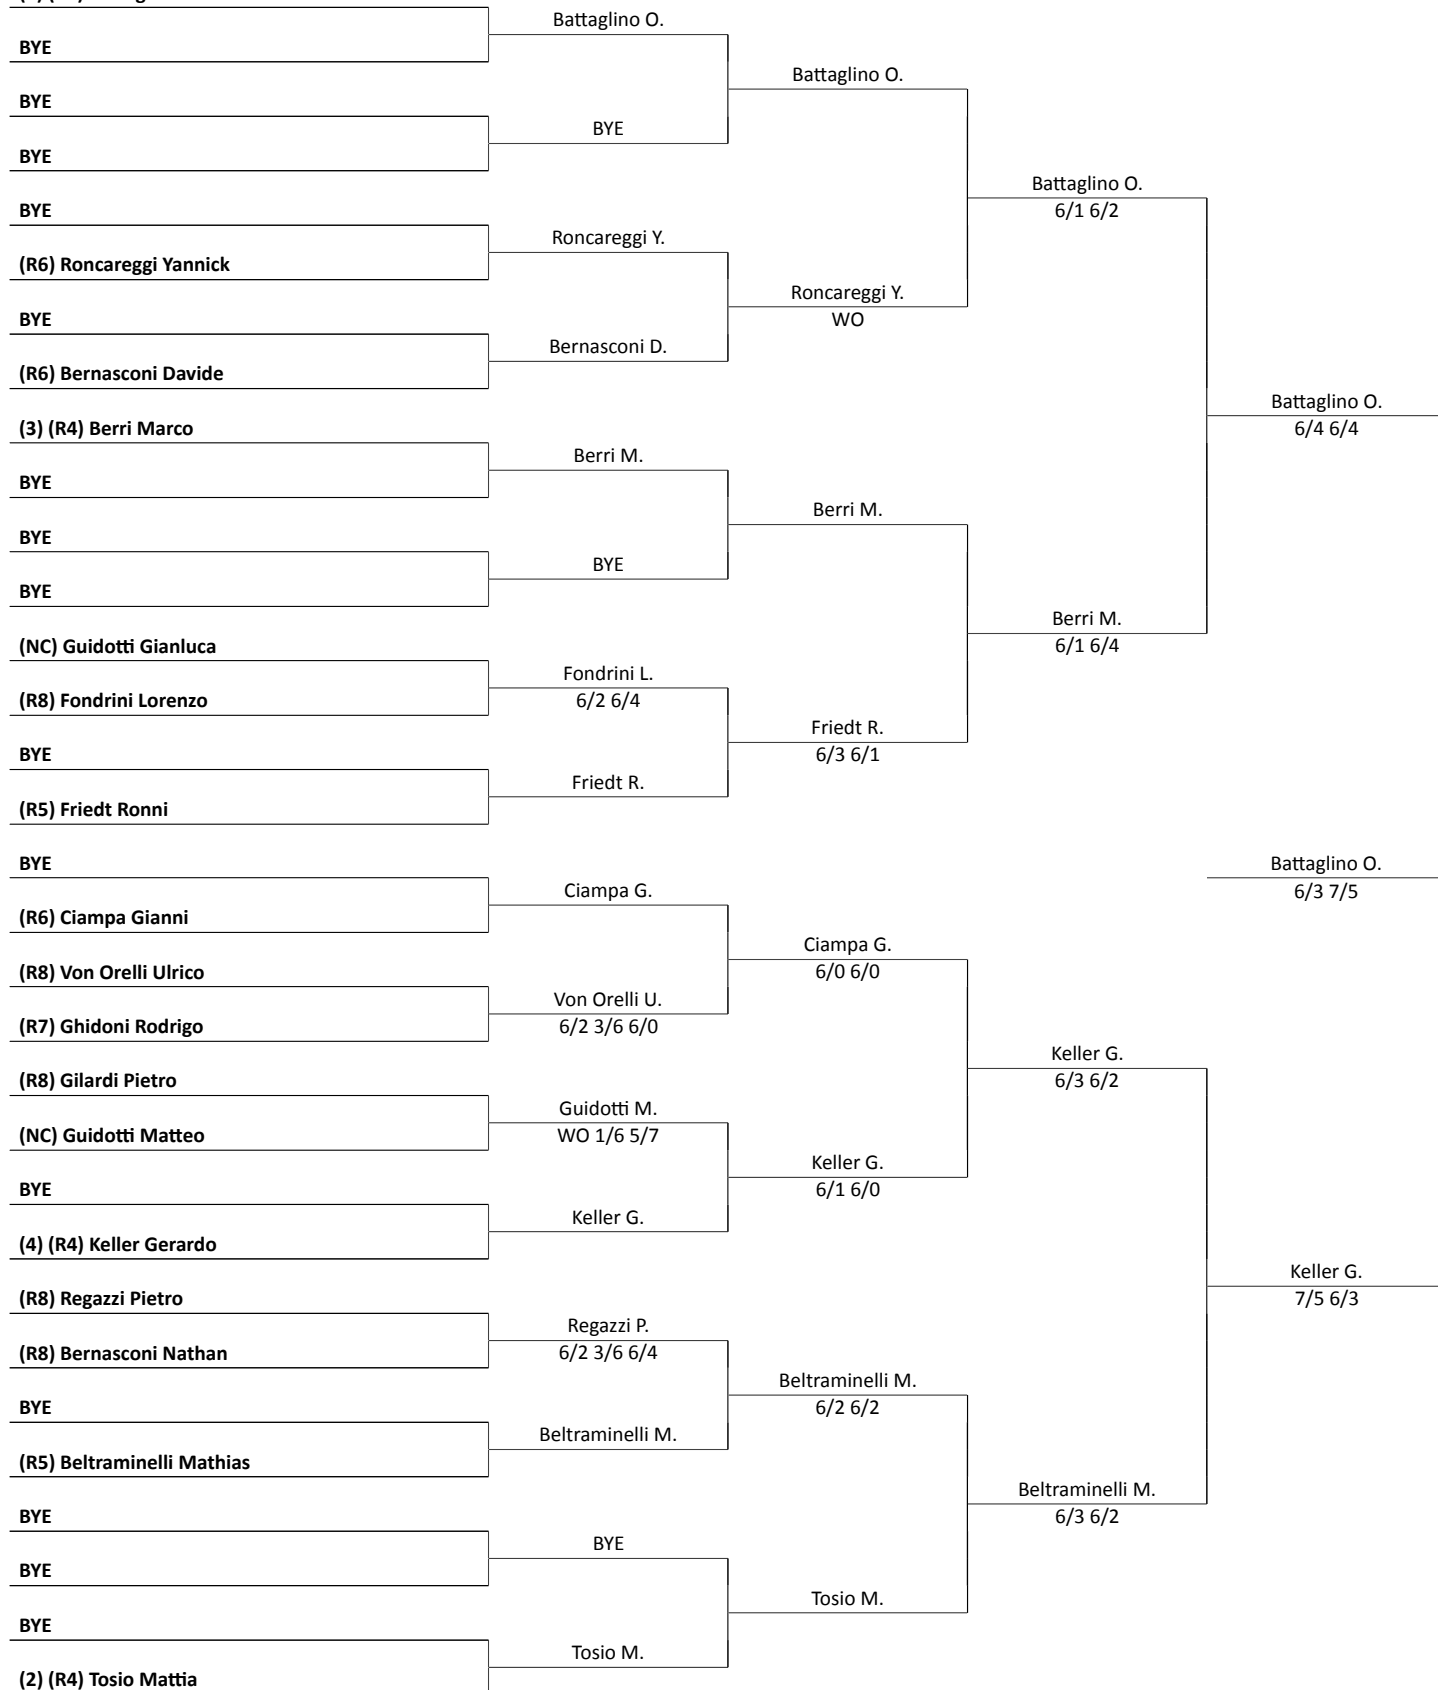 BYE
BYE
BYE
BYE
(R6) Roncareggi Yannick
BYE
(R6) Bernasconi Davide
(3) (R4) Berri Marco
BYE
BYE
BYE
(NC) Guidotti Gianluca
(R8) Fondrini Lorenzo
BYE
(R5) Friedt Ronni
BYE
(R6) Ciampa Gianni
(R8) Von Orelli Ulrico
(R7) Ghidoni Rodrigo
(R8) Gilardi Pietro
(NC) Guidotti Matteo
BYE
(4) (R4) Keller Gerardo
(R8) Regazzi Pietro
(R8) Bernasconi Nathan
BYE
(R5) Beltraminelli Mathias
BYE
BYE
BYE
(2) (R4) Tosio Mattia
Battaglino O.
BYE
Roncareggi Y.
Bernasconi D.
Berri M.
BYE
Fondrini L.
6/2 6/4
Friedt R.
Ciampa G.
Von Orelli U.
6/2 3/6 6/0
Guidotti M.
WO 1/6 5/7
Keller G.
Regazzi P.
6/2 3/6 6/4
Beltraminelli M.
BYE
Tosio M.
Battaglino O.
Roncareggi Y.
WO
Berri M.
Friedt R.
6/3 6/1
Ciampa G.
6/0 6/0
Keller G.
6/1 6/0
Beltraminelli M.
6/2 6/2
Tosio M.
Battaglino O.
6/1 6/2
Berri M.
6/1 6/4
Keller G.
6/3 6/2
Beltraminelli M.
6/3 6/2
Battaglino O.
6/4 6/4
Battaglino O.
6/3 7/5
Keller G.
7/5 6/3